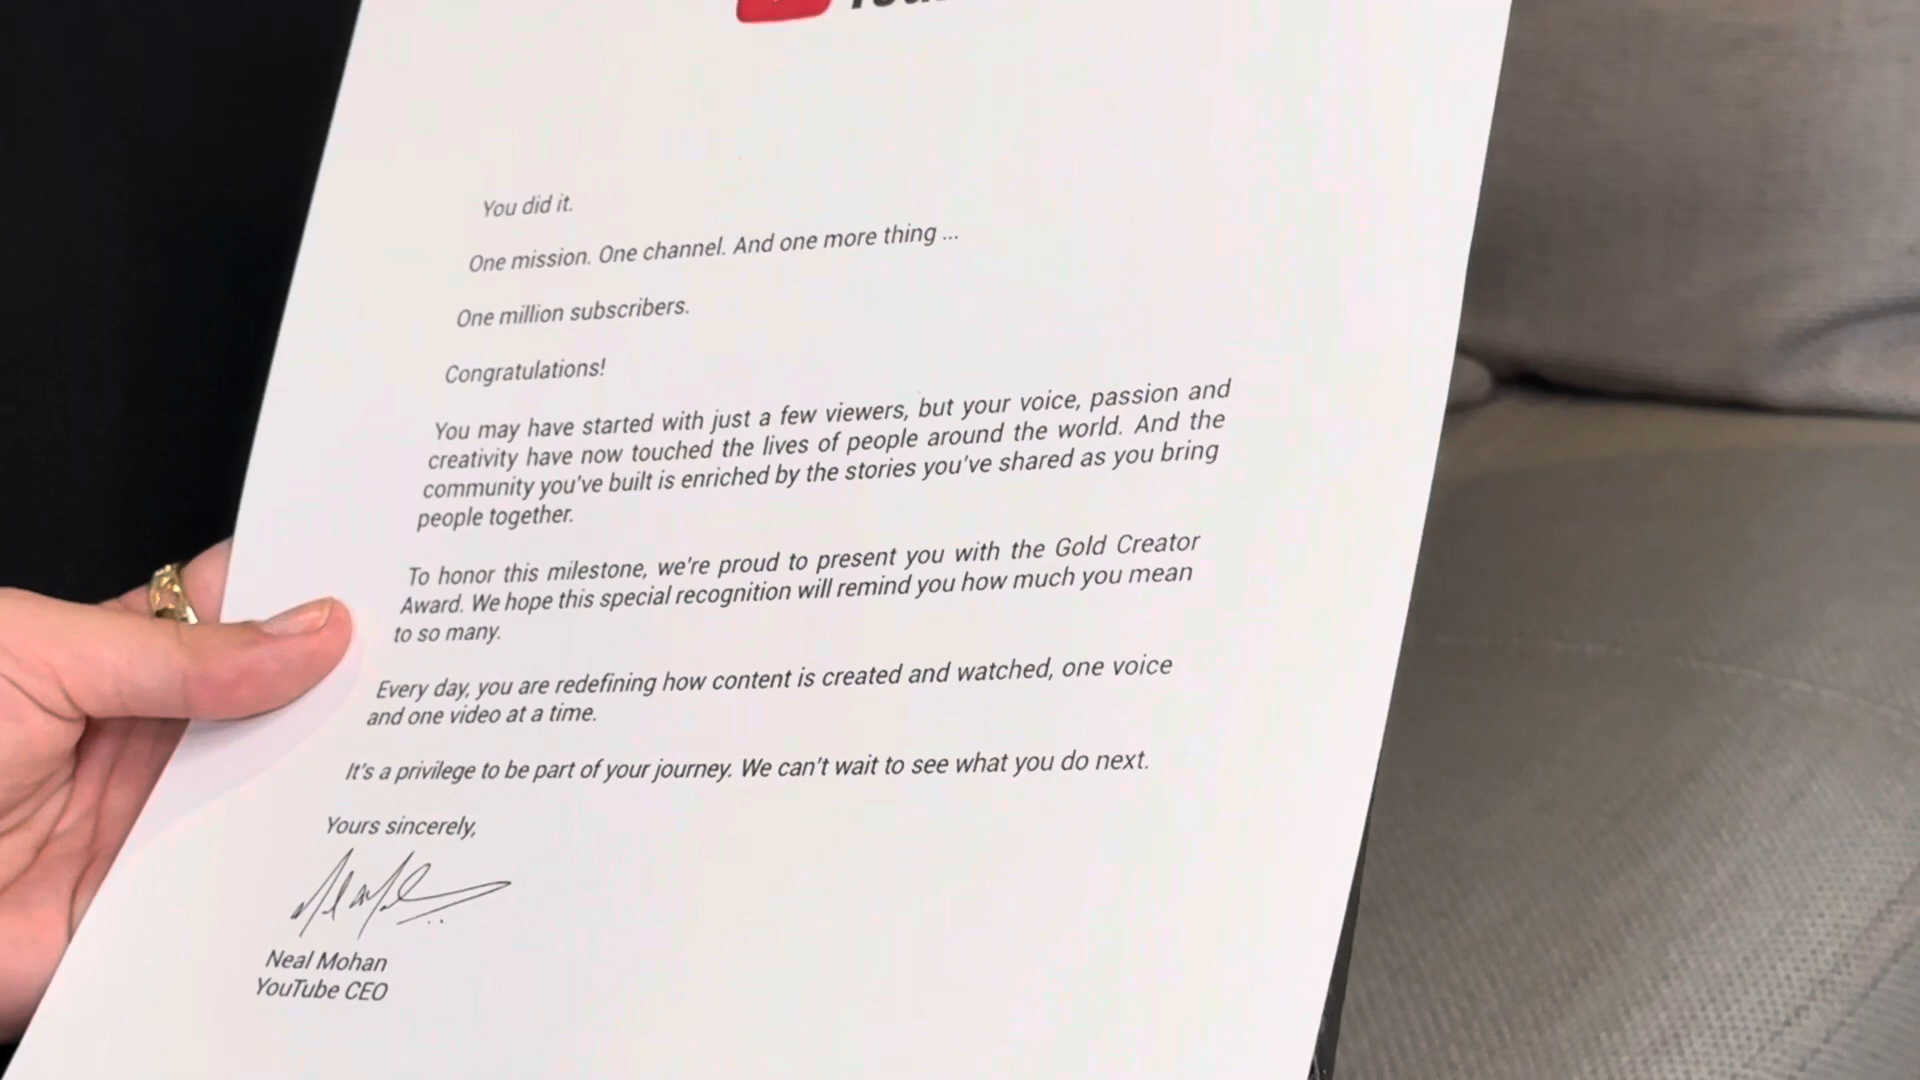 You did it.
One mission. One channel. And one more thing ...
One million subscribers.
Congratulations!
You may have started with just a few viewers, but your voice, passion and
creativity have now touched the lives of people around the world. And the
community you've built is enriched by the stories you've shared as you bring
people together.
To honor this milestone, we're proud to present you with the Gold Creator
Award. We hope this special recognition will remind you how much you mean
to so many.
Every day, you are redefining how content is created and watched, one voice
and one video at a time.
It's a privilege to be part of your journey. We can't wait to see what you do next.
Yours sincerely,
Neal Mohan
YouTube CEO